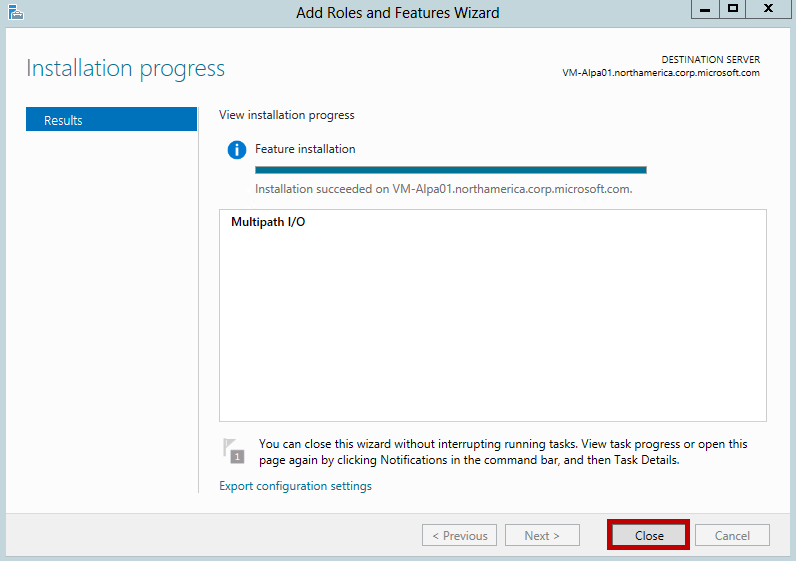 Add Roles and Features Wizard
Installation progress
DESTINATION SERVER
VM-Alpa01.northamerica.corp.microsoft.com
Results
View installation progress
Feature installation
Installation succeeded on VM-Alpa01.northamerica.corp.microsoft.com.
Multipath I/O
1
You can close this wizard without interrupting running tasks. View task progress or open this
page again by clicking Notifications in the command bar, and then Task Details.
Export configuration settings
< Previous
Next >
Close
Cancel